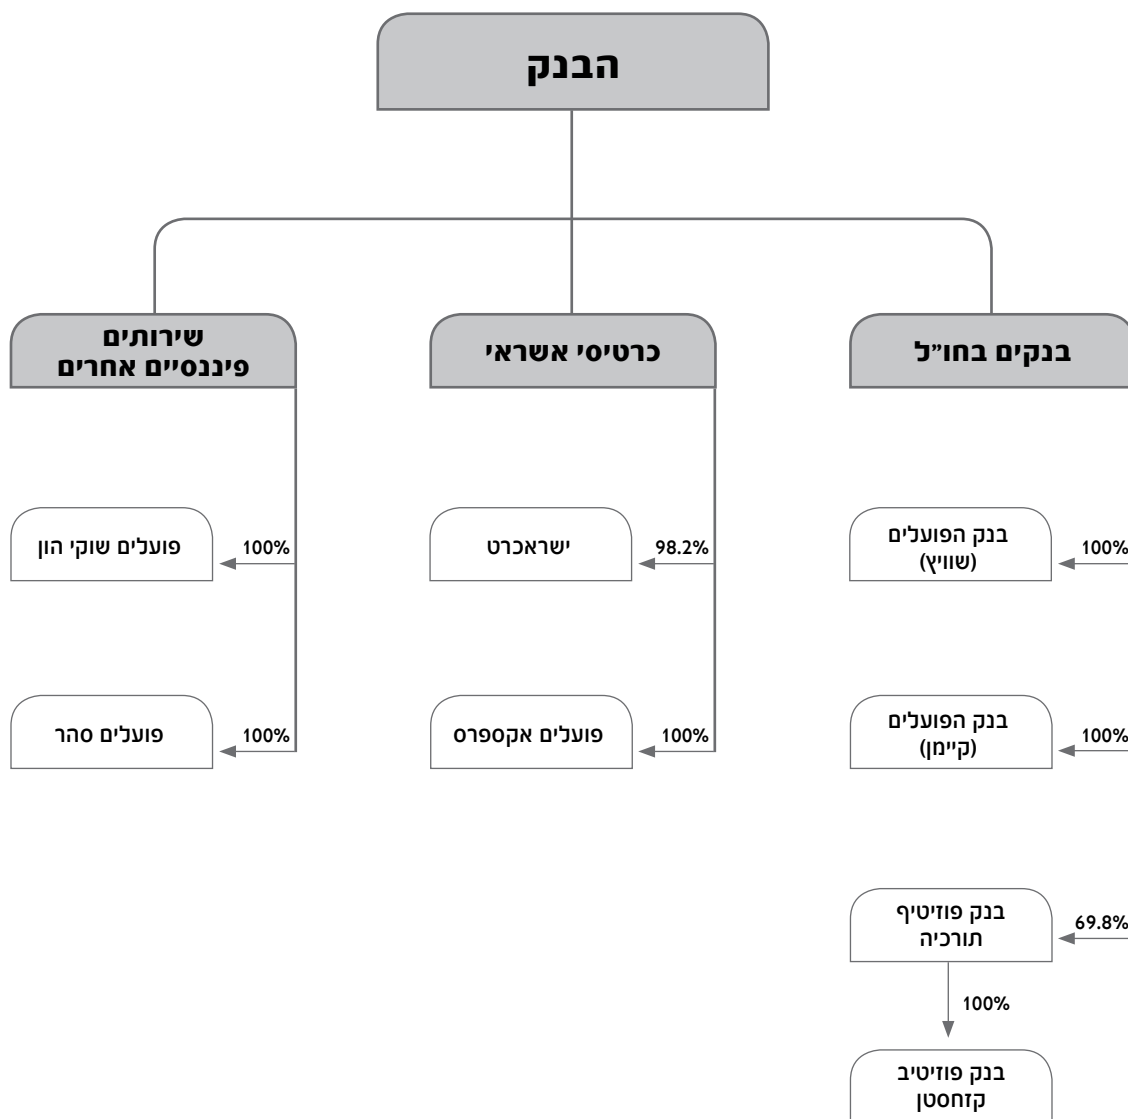 הבנק
בנקים בחו"ל
כרטיסי אשראי
שירותים
פיננסיים אחרים
100%
בנק הפועלים
(שוויץ)
98.2%
ישראכרט
100%
פועלים שוקי הון
100%
בנק הפועלים
(קיימן)
100%
פועלים אקספרס
100%
פועלים סהר
69.8%
בנק פוזיטיף
תורכיה
100%
בנק פוזיטיב
קזחסטן